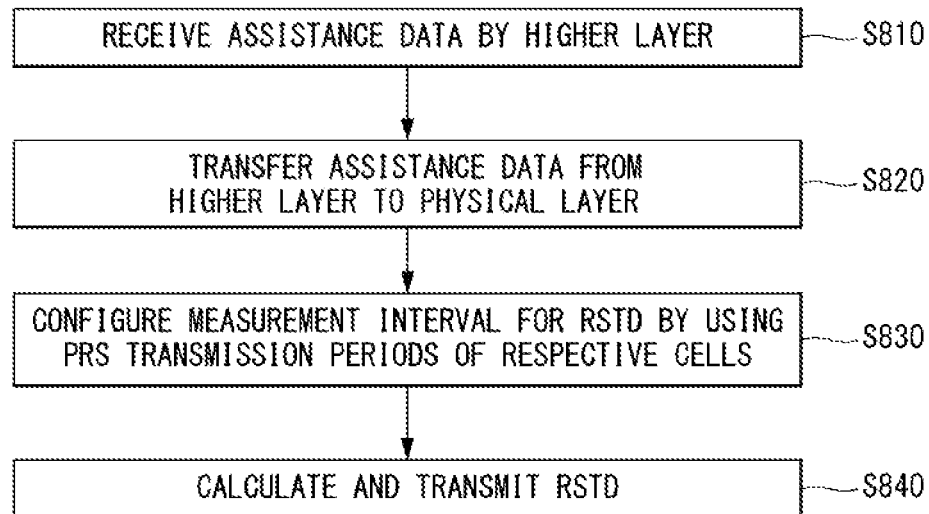 RECEIVE ASSISTANCE DATA BY HIGHER LAYER
S810
TRANSFER ASSISTANCE DATA FROM
HIGHER LAYER TO PHYSICAL LAYER
S820
CONFIGURE MEASUREMENT INTERVAL FOR RSTD BY USING
PRS TRANSMISSION PERIODS OF RESPECTIVE CELLS
S830
CALCULATE AND TRANSMIT RSTD
S840